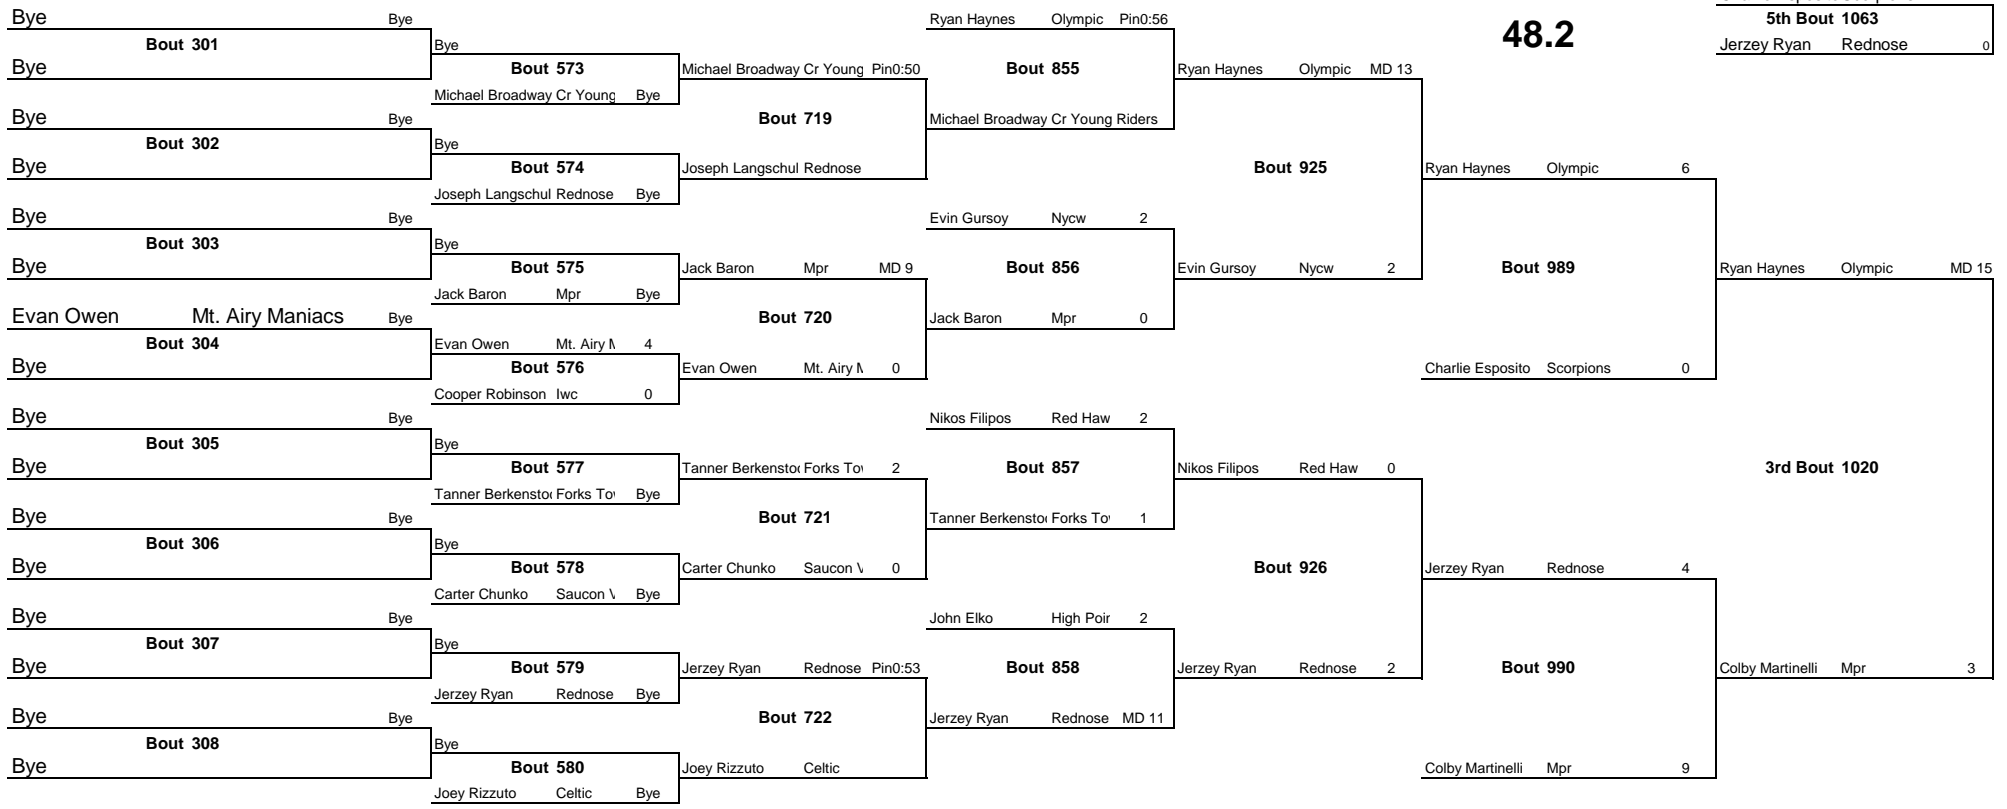 Bye Bye
Bout 301
Bye
Bye Bye
Bout 302
Bye
Bye Bye
Bout 303
Bye
Evan Owen Mt. Airy Maniacs Bye
Bout 304
Bye
Bye Bye
Bout 305
Bye
Bye Bye
Bout 306
Bye
Bye Bye
Bout 307
Bye
Bye Bye
Bout 308
Bye
Bye
Bout 573
Michael Broadway Cr Young Bye
Bye
Bout 574
Joseph Langschul Rednose Bye
Bye
Bout 575
Jack Baron Mpr Bye
Evan Owen Mt. Airy 4
Bout 576
Cooper Robinson Iwc 0
Bye
Bout 577
Tanner Berkensto Forks To Bye
Bye
Bout 578
Carter Chunko Saucon Bye
Bye
Bout 579
Jerzey Ryan Rednose Bye
Bye
Bout 580
Joey Rizzuto Celtic Bye
Michael Broadway Cr Young Pin0:50
Bout 719
Joseph Langschul Rednose
Jack Baron Mpr MD 9
Bout 720
Evan Owen Mt. Airy 0
Tanner Berkensto Forks To 2
Bout 721
Carter Chunko Saucon 0
Jerzey Ryan Rednose Pin0:53
Bout 722
Joey Rizzuto Celtic
Ryan Haynes Olympic Pin0:56
Bout 855
Michael Broadway Cr Young Riders
Evin Gursoy Nycw 2
Bout 856
Jack Baron Mpr 0
Nikos Filipos Red Haw 2
Bout 857
Tanner Berkensto Forks To 1
John Elko High Poi 2
Bout 858
Jerzey Ryan Rednose MD 11
Ryan Haynes Olympic MD 13
Bout 925
Evin Gursoy Nycw 2
Nikos Filipos Red Haw 0
Bout 926
Jerzey Ryan Rednose 2
48.2
Ryan Haynes Olympic 6
Bout 989
Charlie Esposito Scorpions 0
Jerzey Ryan Rednose 4
Bout 990
Colby Martinelli Mpr 9
5th Bout 1063
Jerzey Ryan Rednose 0
Ryan Haynes Olympic MD 15
3rd Bout 1020
Colby Martinelli Mpr 3